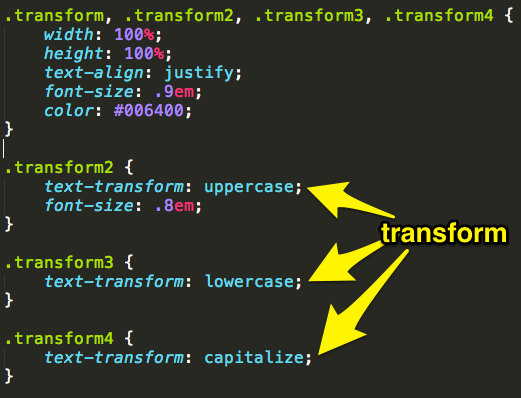 .transform, .transform2, .transform3, .transform4 {
    width: 100%;
    height: 100%;
    text-align: justify;
    font-size: .9em;
    color: #006400;
}
.transform2 {
    text-transform: uppercase;
    font-size: .8em;
}
transform
.transform3 {
    text-transform: lowercase;
}
.transform4 {
    text-transform: capitalize;
}